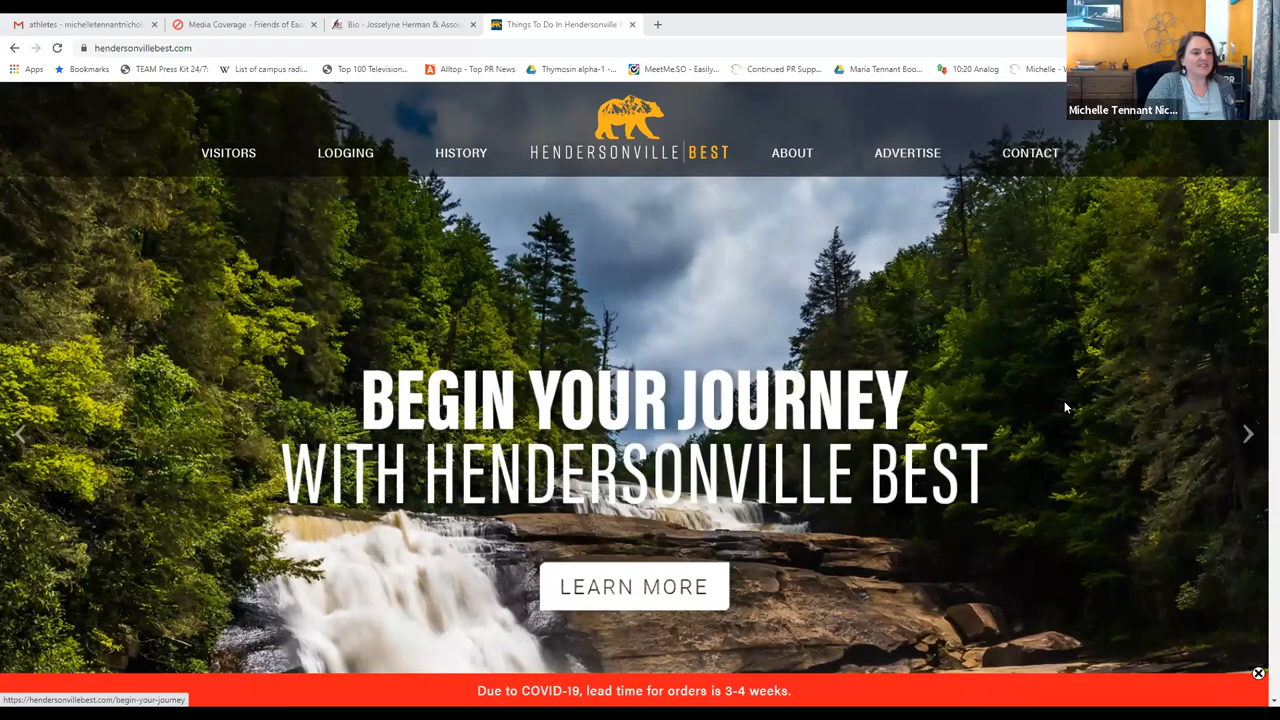 athletes - michelletennantnichol
Media Coverage - Friends of Eas
Bio - Josselyne Herman & Assoc
Things To Do In Hendersonville
hendersonvillebest.com
Apps
Bookmarks
TEAM Press Kit 24/7:
List of campus radi...
Top 100 Television...
Alltop - Top PR News
Thymosin alpha-1 -...
MeetMe.SO - Easily...
Continued PR Supp...
Maria Tennant Boo...
10:20 Analog
Michelle -
PR
Michelle Tennant Nic...
VISITORS
LODGING
HISTORY
HENDERSONVILLE|BEST
ABOUT
ADVERTISE
CONTACT
BEGIN YOUR JOURNEY
WITH HENDERSONVILLE BEST
LEARN MORE
Due to COVID-19, lead time for orders is 3-4 weeks.
https://hendersonvillebest.com/begin-your-journey